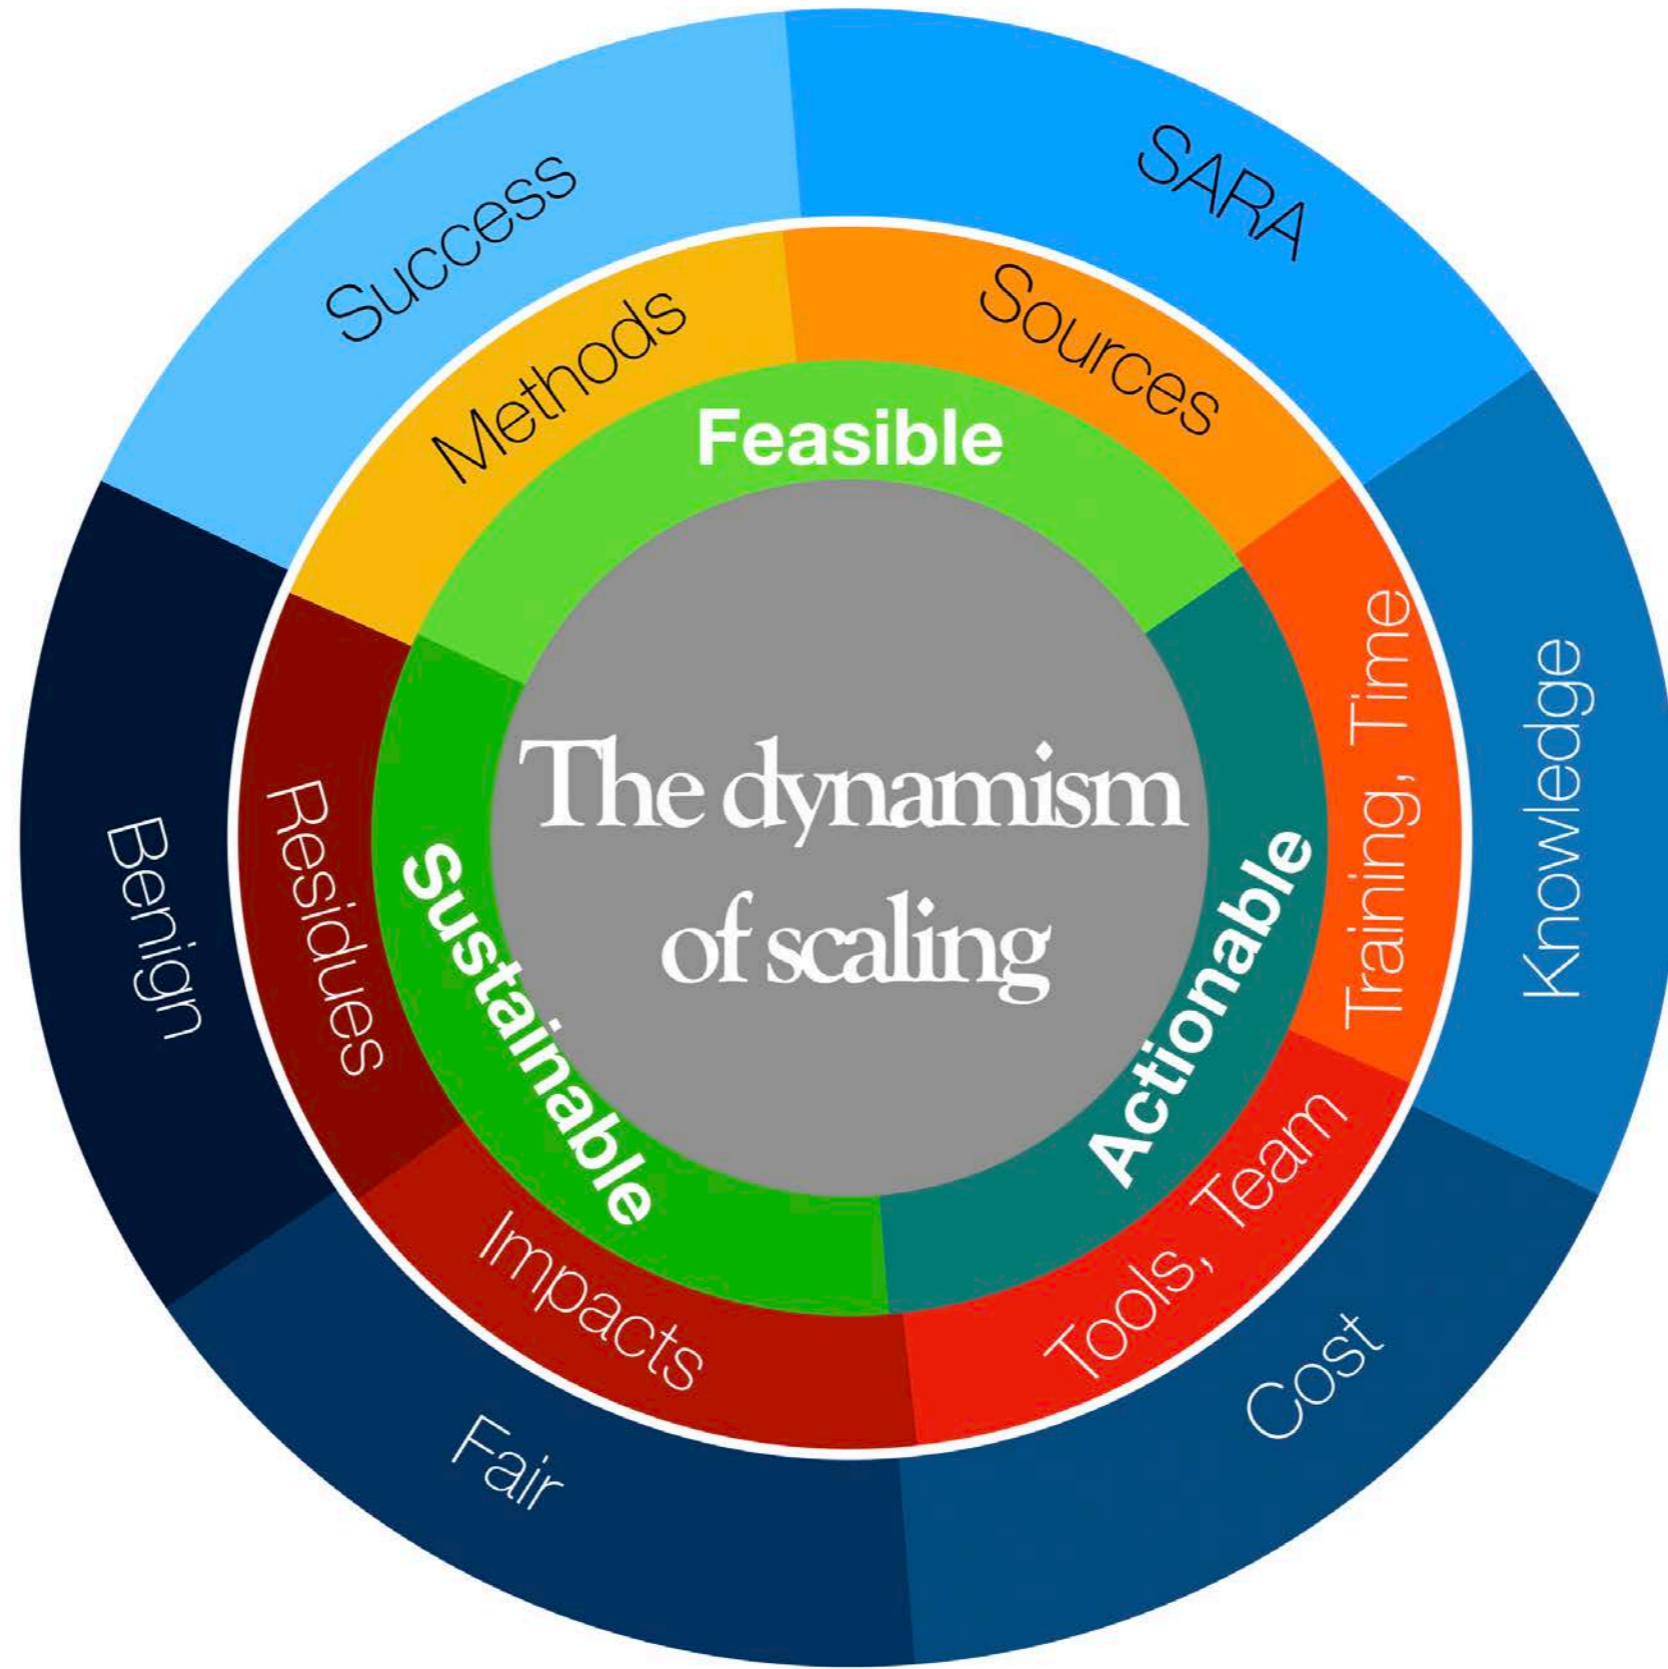 The dynamism
of scaling
Feasible
Actionable
Sustainable
Methods
Sources
Training, Time
Tools, Team
Impacts
Residues
Success
SARA
Knowledge
Cost
Fair
Benign